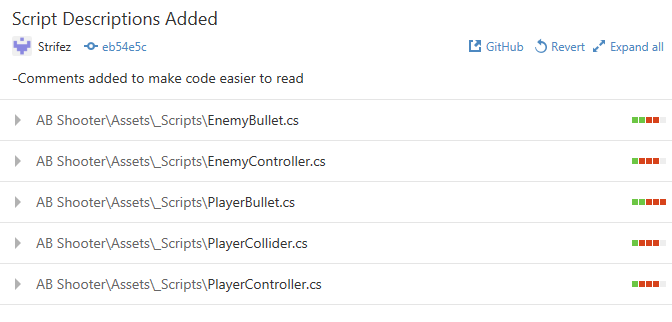 Script Descriptions Added
Strifez eb54e5c GitHub Revert Expand all
-Comments added to make code easier to read
AB Shooter\Assets\_Scripts\EnemyBullet.cs
AB Shooter\Assets\_Scripts\EnemyController.cs
AB Shooter\Assets\_Scripts\PlayerBullet.cs
AB Shooter\Assets\_Scripts\PlayerCollider.cs
AB Shooter\Assets\_Scripts\PlayerController.cs